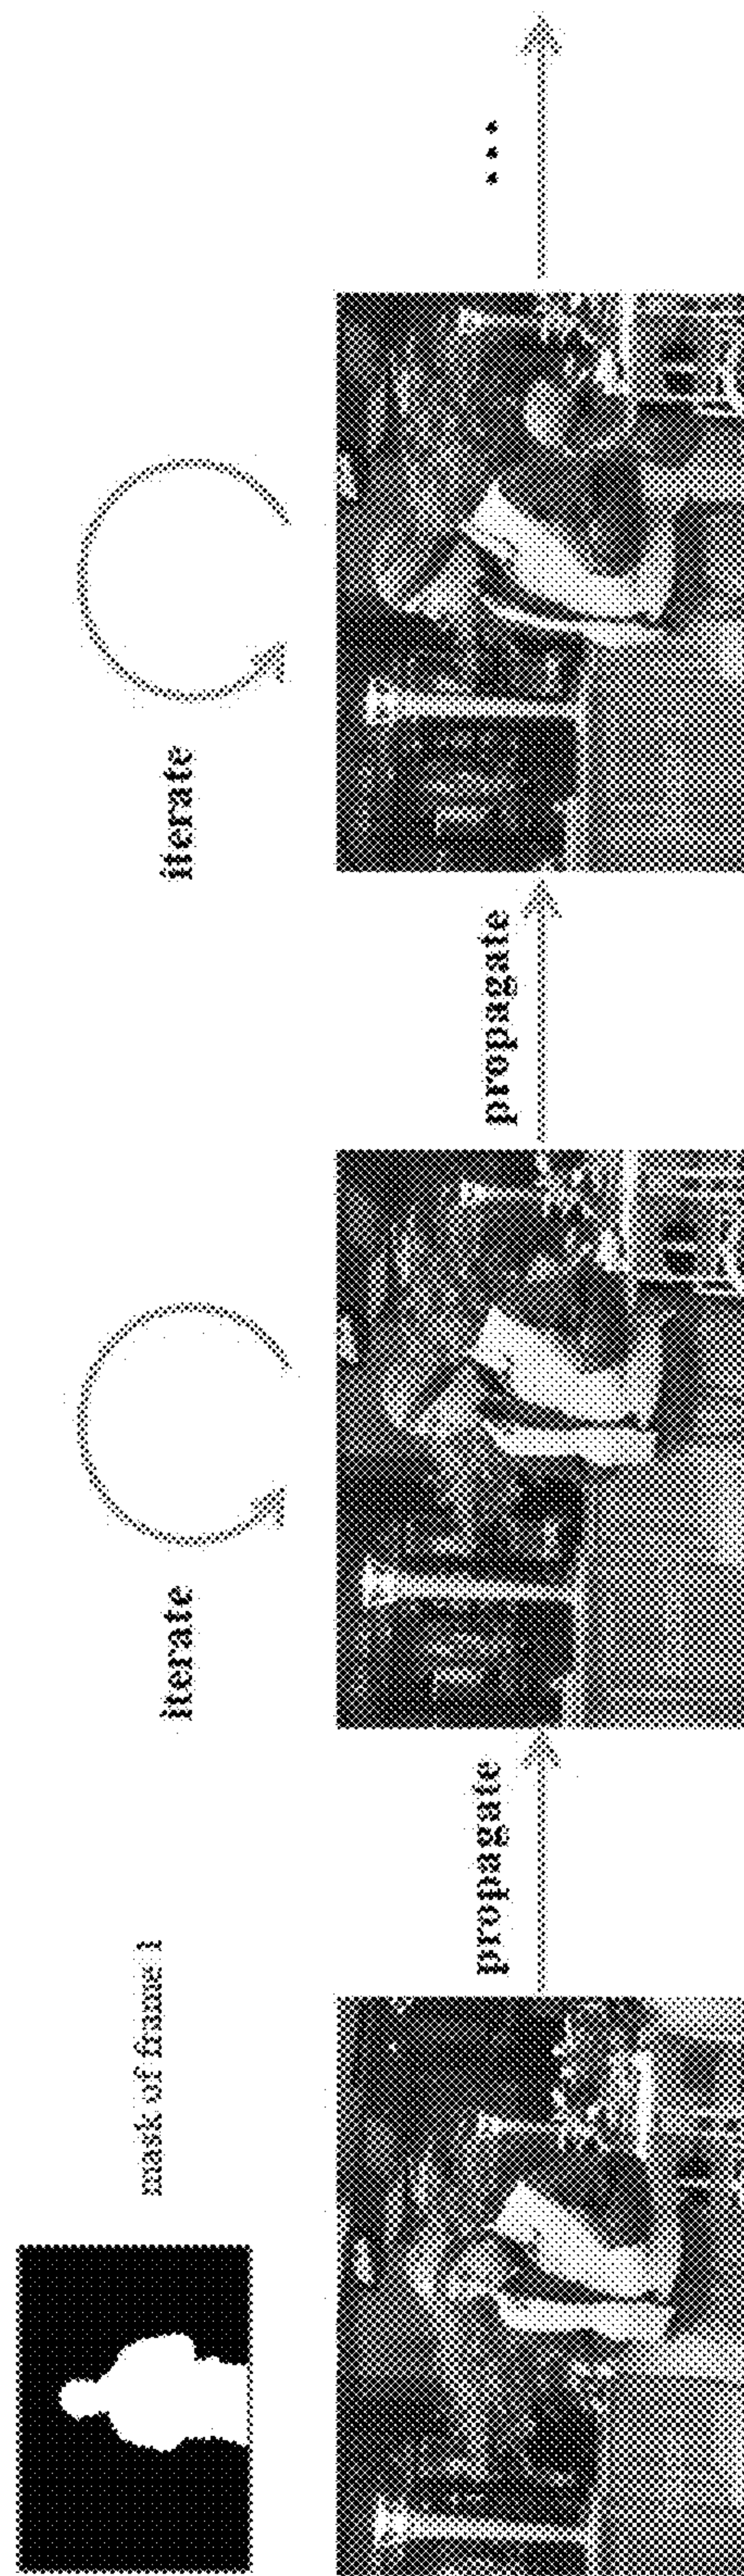 mask of frame 1
iterate
iterate
propagate
propagate
...